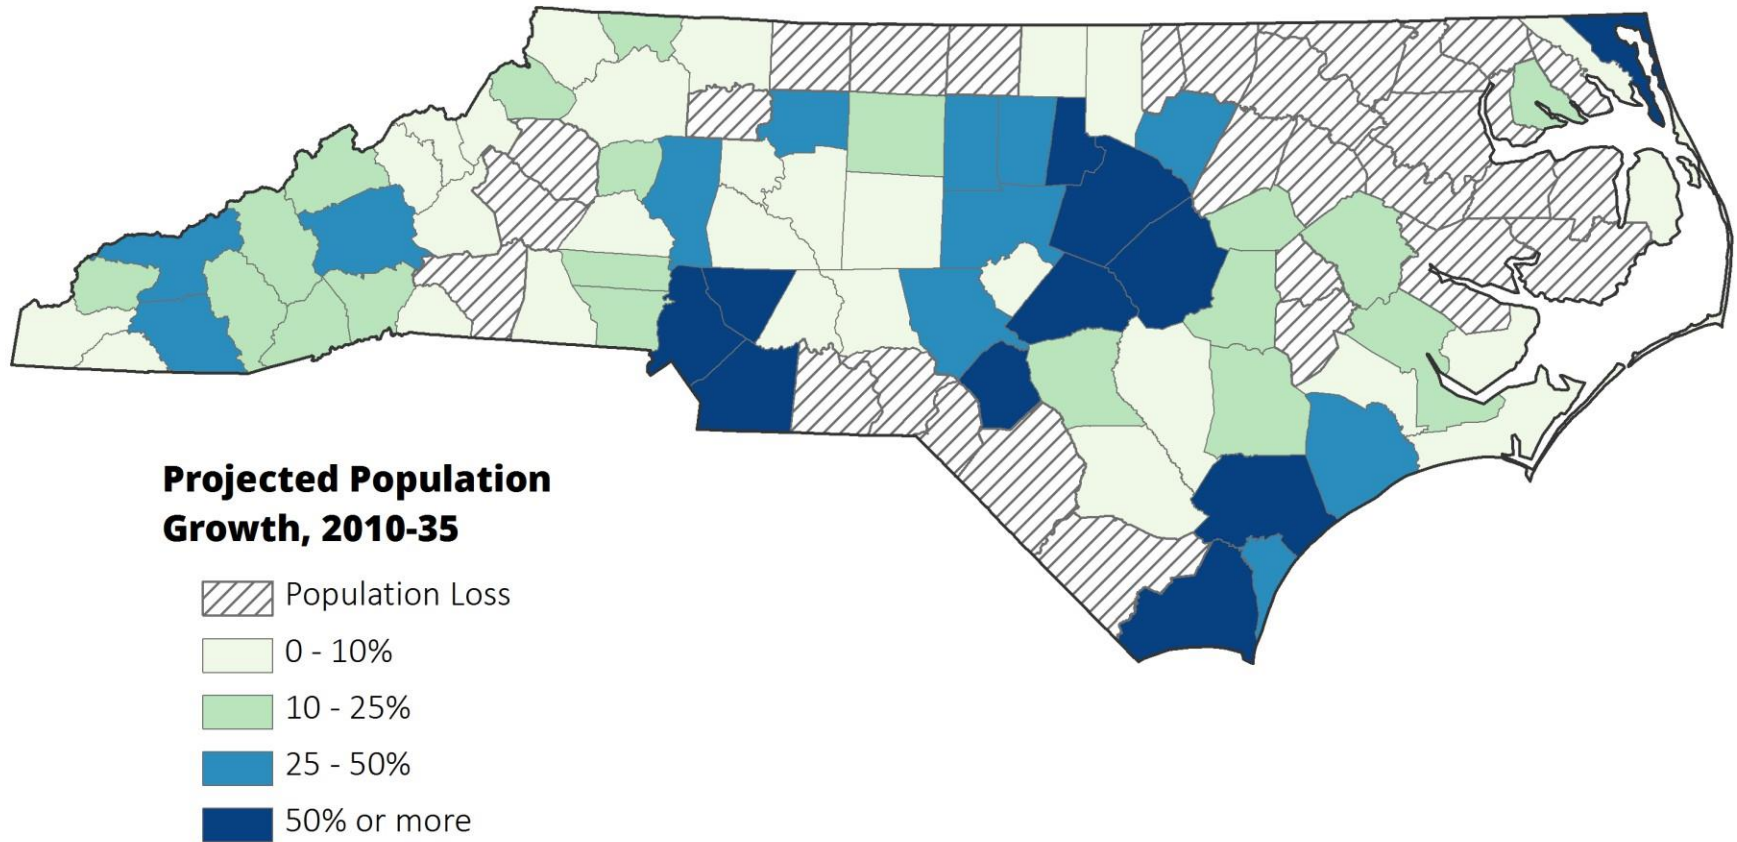 Projected Population
Growth, 2010-35
Population Loss
0 - 10%
10 - 25%
25 - 50%
50% or more